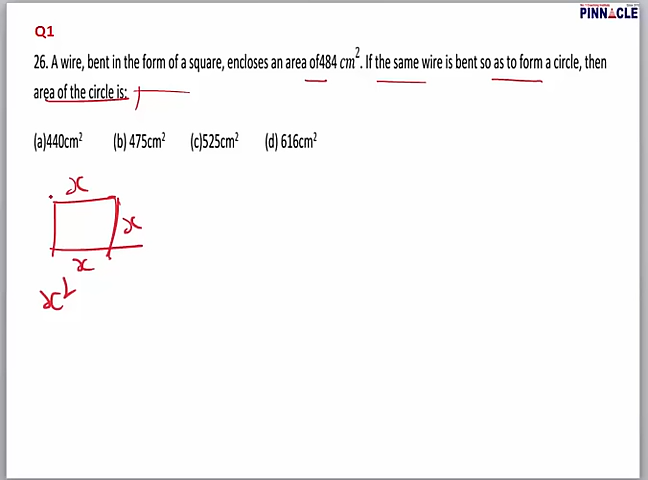 PINNACLE
Q1
26. A wire, bent in the form of a square, encloses an area of484 cm². If the same wire is bent so as to form a circle, then
area of the circle is:
(a)440cm² (b) 475cm² (c)525cm² (d) 616cm²
x
x
x
x²